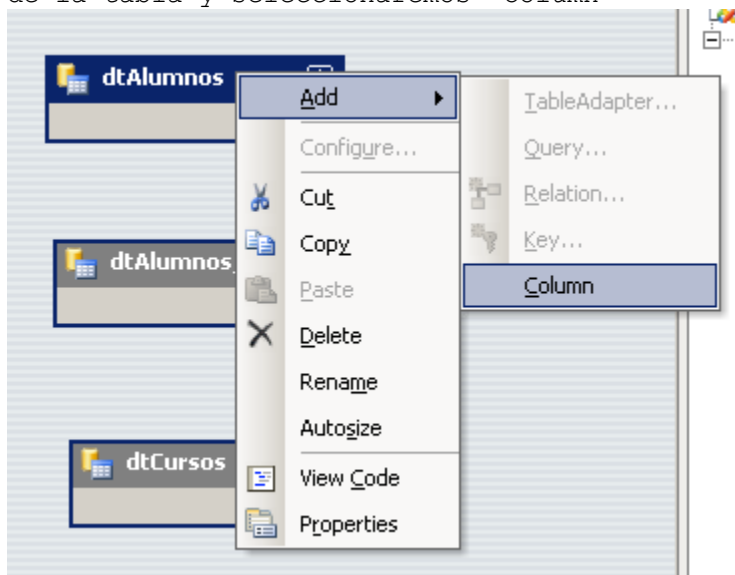 de la tabla y seleccionaremos "Column"
dtAlumnos
Add
TableAdapter...
Configure...
Query...
Cut
Relation...
Copy
Key...
dtAlumnos_
Paste
Column
Delete
Rename
Autosize
dtCursos
View Code
Properties